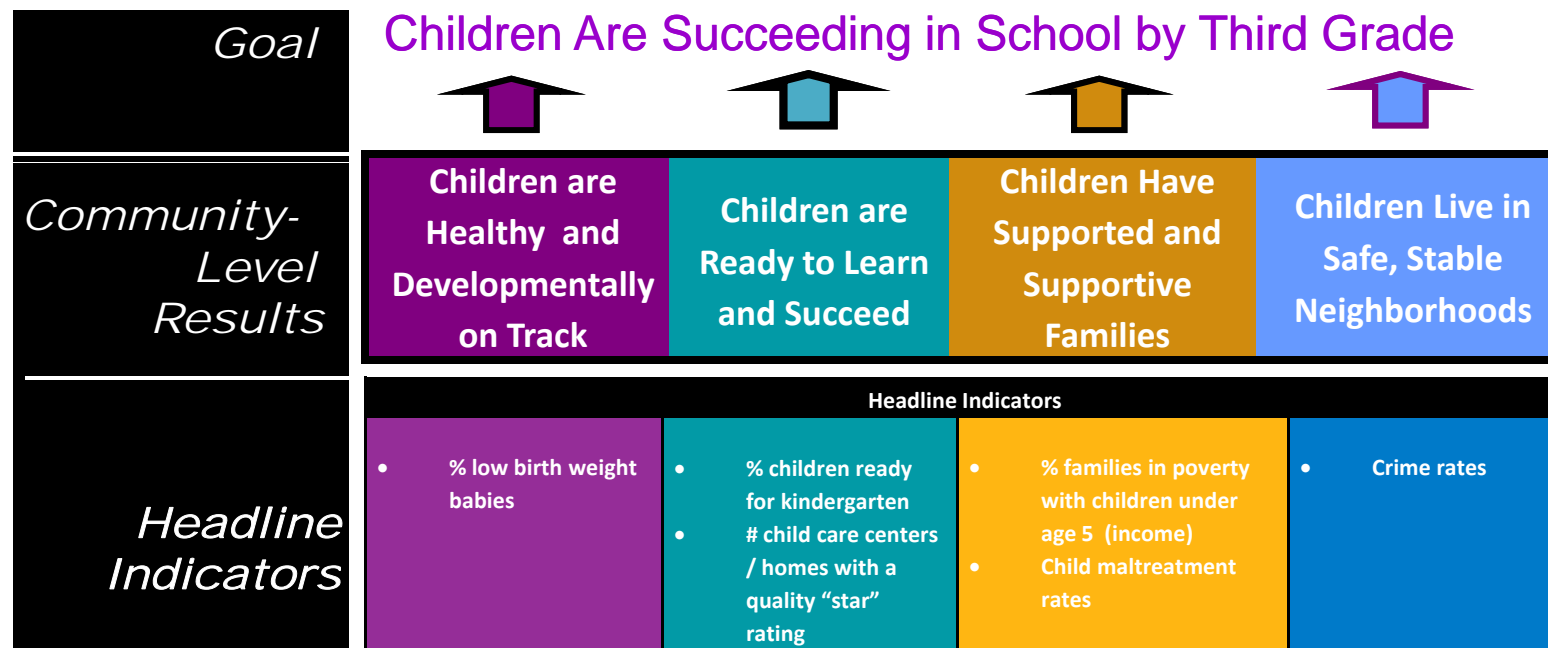 Goal
Children Are Succeeding in School by Third Grade
Community-
Level
Results
Children are
Healthy and
Developmentally
on Track
Children are
Ready to Learn
and Succeed
Children Have
Supported and
Supportive
Families
Children Live in
Safe, Stable
Neighborhoods
Headline
Indicators
Headline Indicators
• % low birth weight
babies
• % children ready
for kindergarten
• # child care centers
/ homes with a
quality “star”
rating
• % families in poverty
with children under
age 5 (income)
• Child maltreatment
rates
• Crime rates